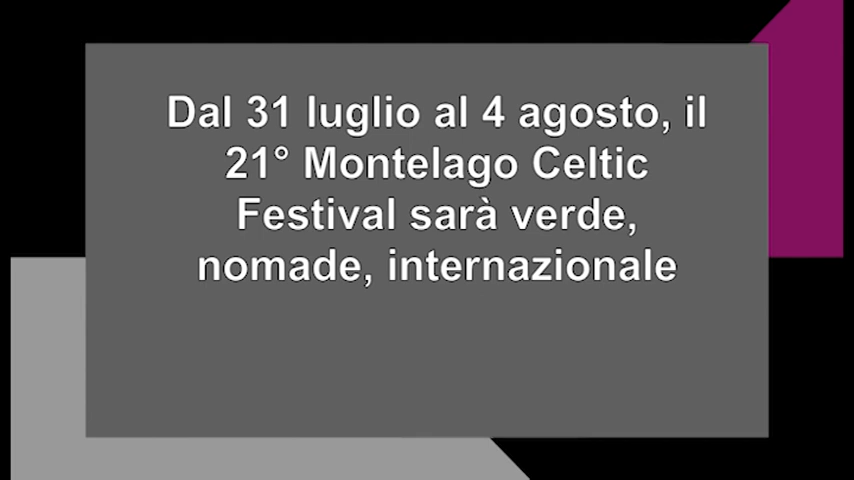 Dal 31 luglio al 4 agosto, il
21° Montelago Celtic
Festival sarà verde,
nomade, internazionale